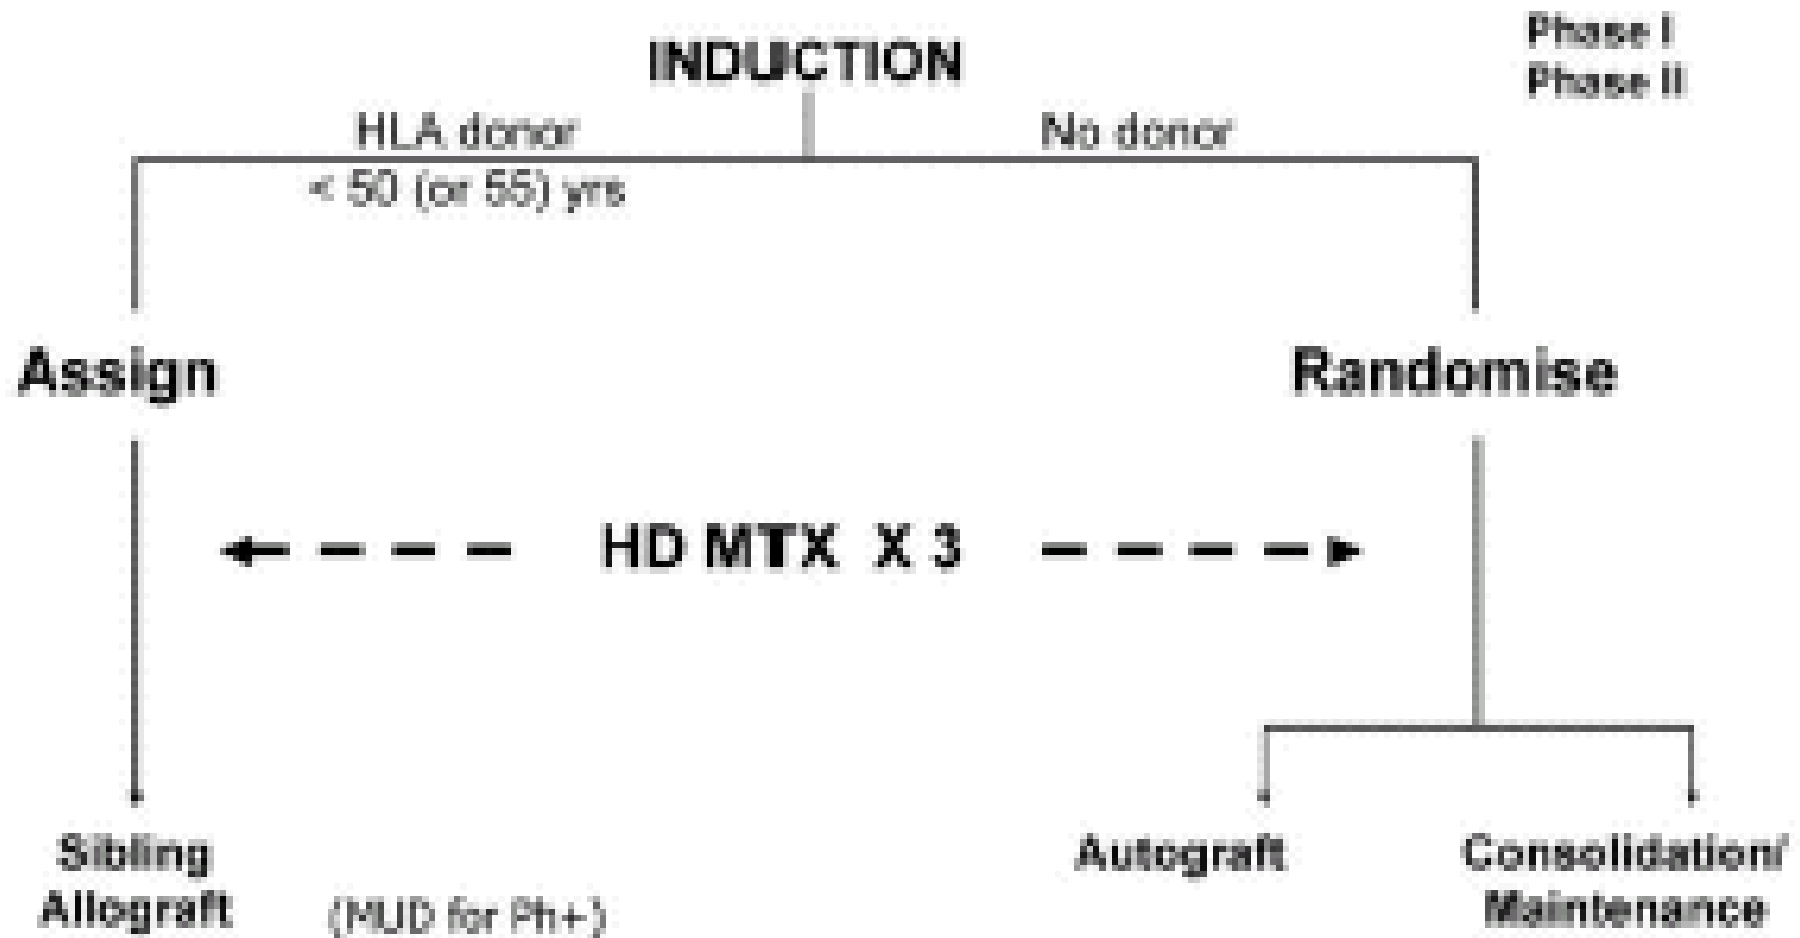 Phase I
Phase II
INDUCTION
HLA donor
No donor
< 50 (or 55) yrs
Assign
Randomise
HD MTX X 3
Sibling
Allograft
(MUD for Ph+)
Autograft
Consolidation/
Maintenance